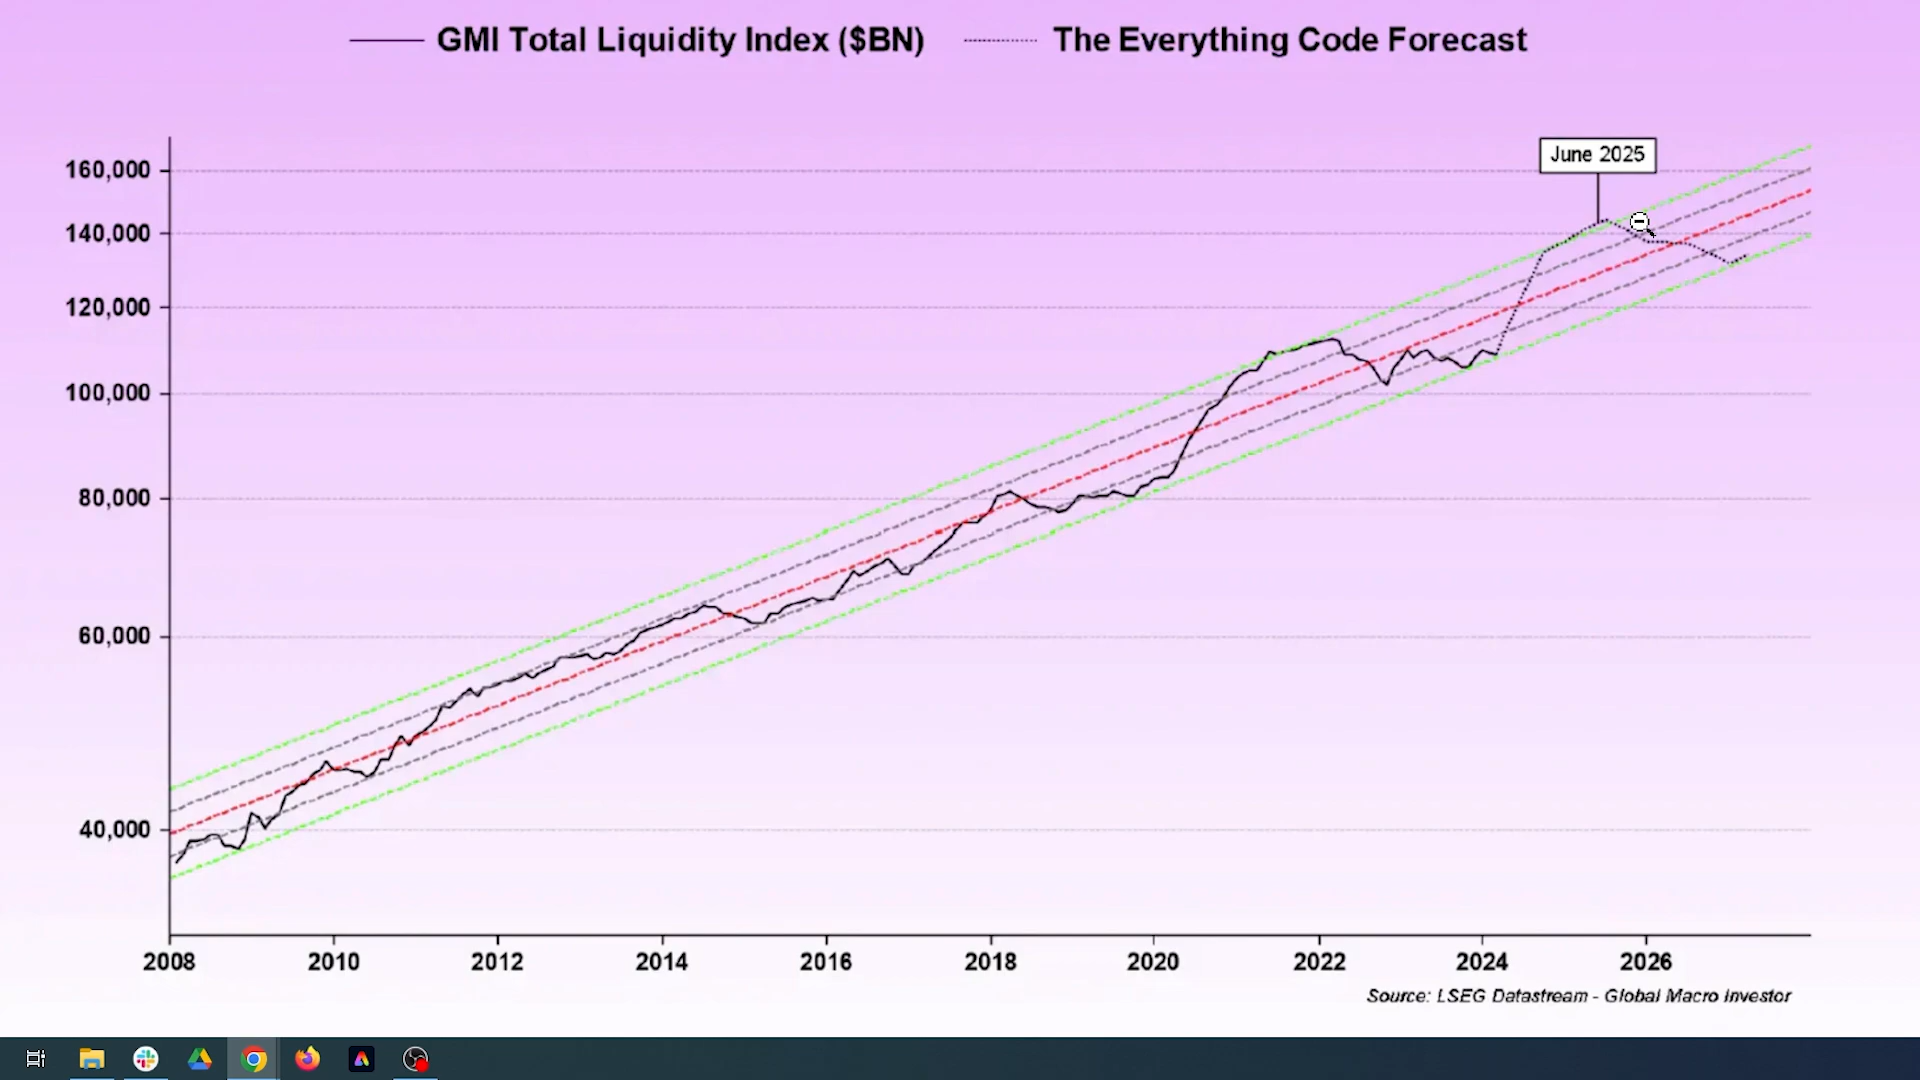 GMI Total Liquidity Index ($BN) The Everything Code Forecast
June 2025
160,000
140,000
120,000
100,000
80,000
60,000
40,000
2008 2010 2012 2014 2016 2018 2020 2022 2024 2026
Source: LSEG Datastream - Global Macro Investor